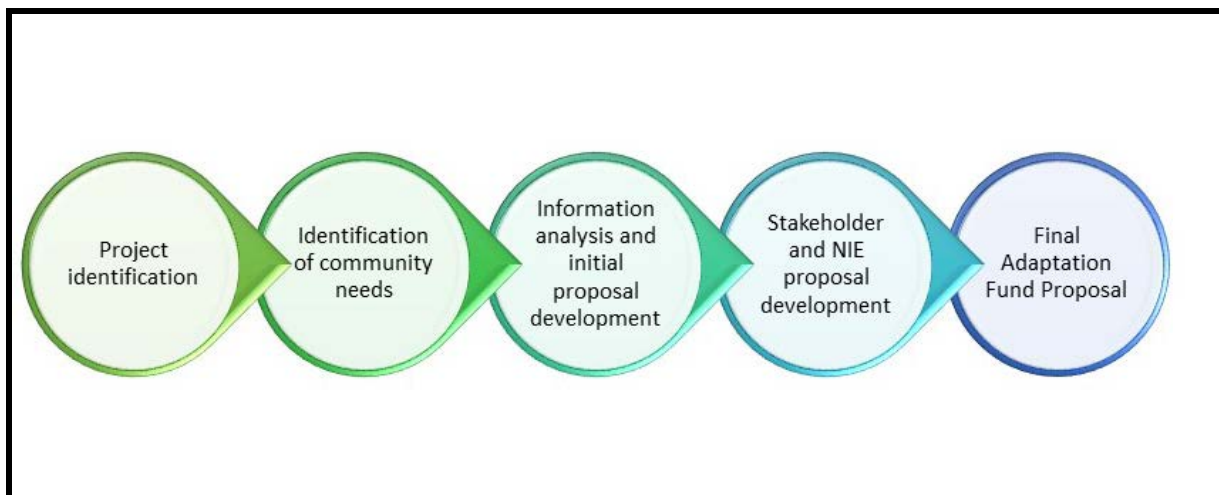 Project
identification
Identification
of community
needs
Information
analysis and
initial
proposal
development
Stakeholder
and NIE
proposal
development
Final
Adaptation
Fund Proposal